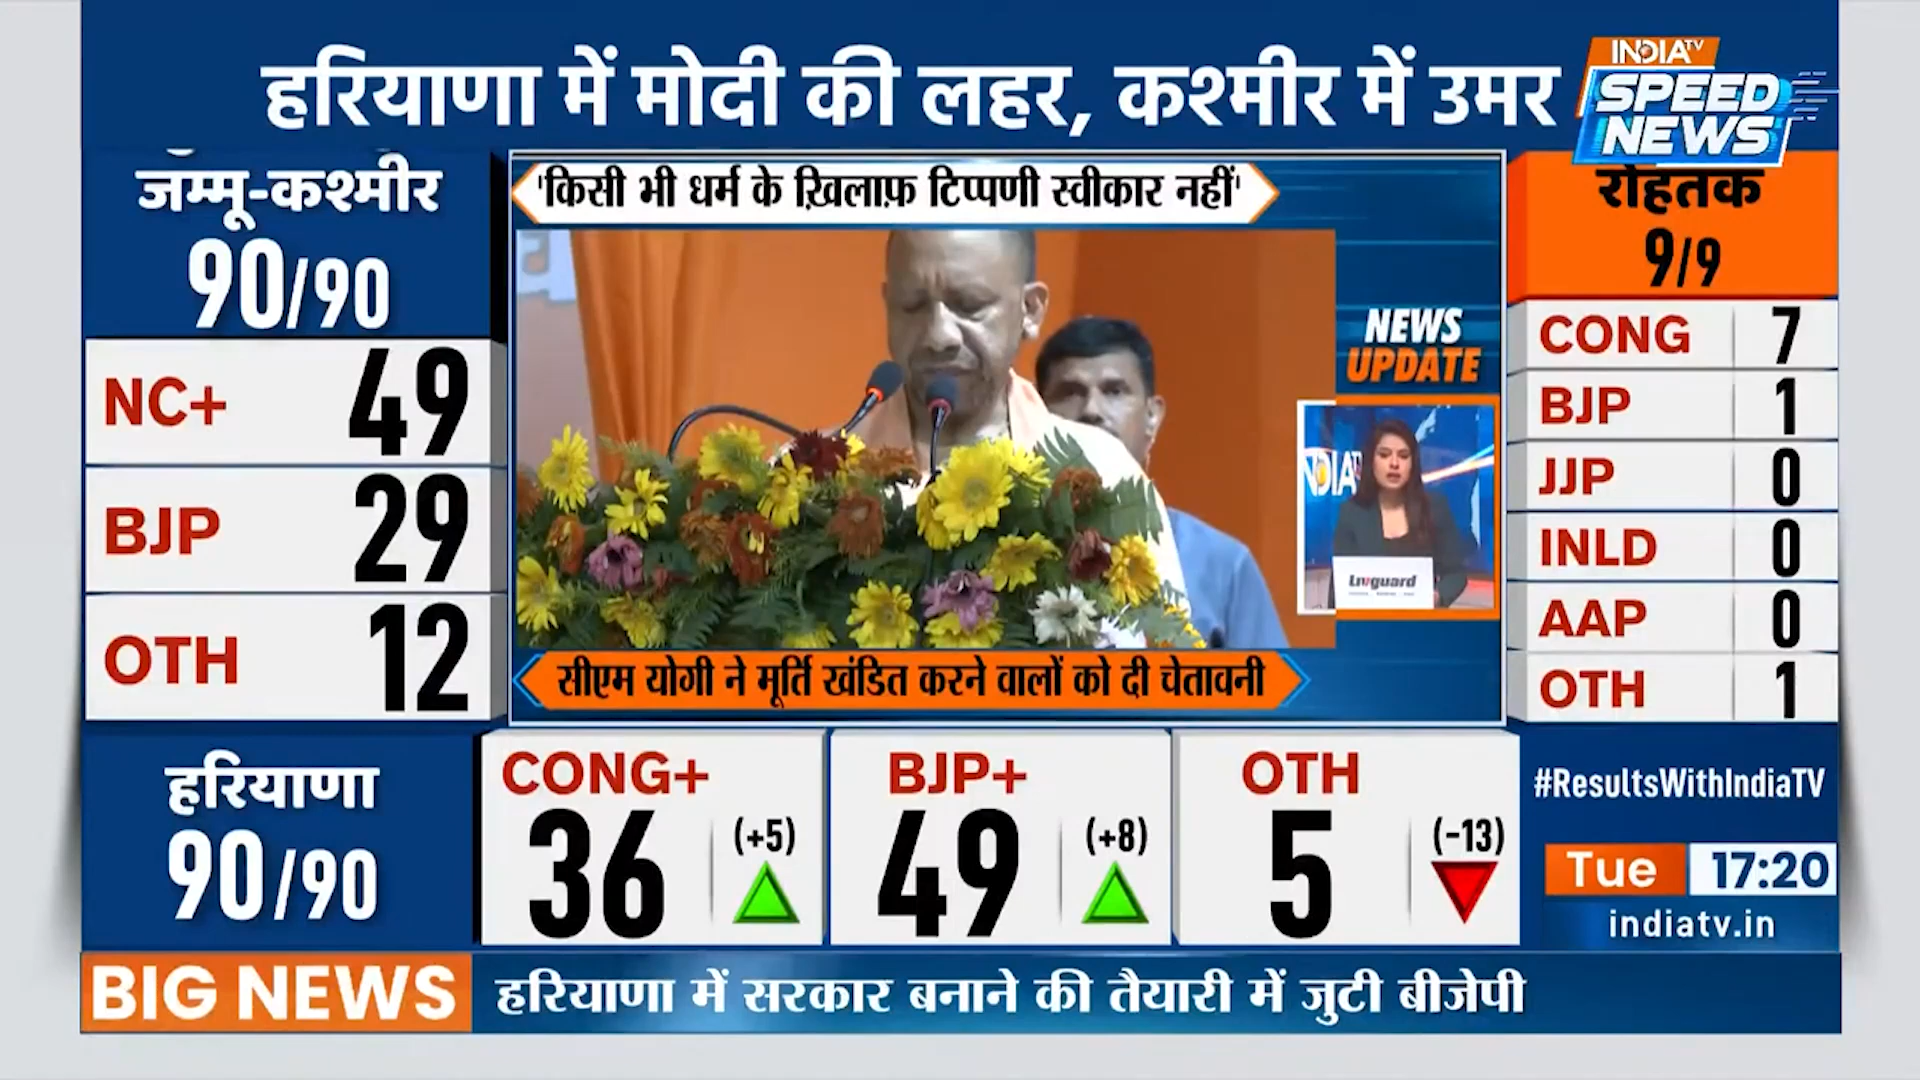 हरियाणा में मोदी की लहर, कश्मीर में उमर
INDIA TV
SPEED
NEWS
जम्मू-कश्मीर
90/90
NC+ 49
BJP 29
OTH 12
'किसी भी धर्म के ख़िलाफ़ टिप्पणी स्वीकार नहीं'
NEWS
UPDATE
Livguard
सीएम योगी ने मूर्ति खंडित करने वालों को दी चेतावनी
रोहतक
9/9
CONG 7
BJP 1
JJP 0
INLD 0
AAP 0
OTH 1
हरियाणा
90/90
CONG+
36 (+5)
BJP+
49 (+8)
OTH
5 (-13)
#ResultsWithIndiaTV
Tue 17:20
indiatv.in
BIG NEWS
हरियाणा में सरकार बनाने की तैयारी में जुटी बीजेपी